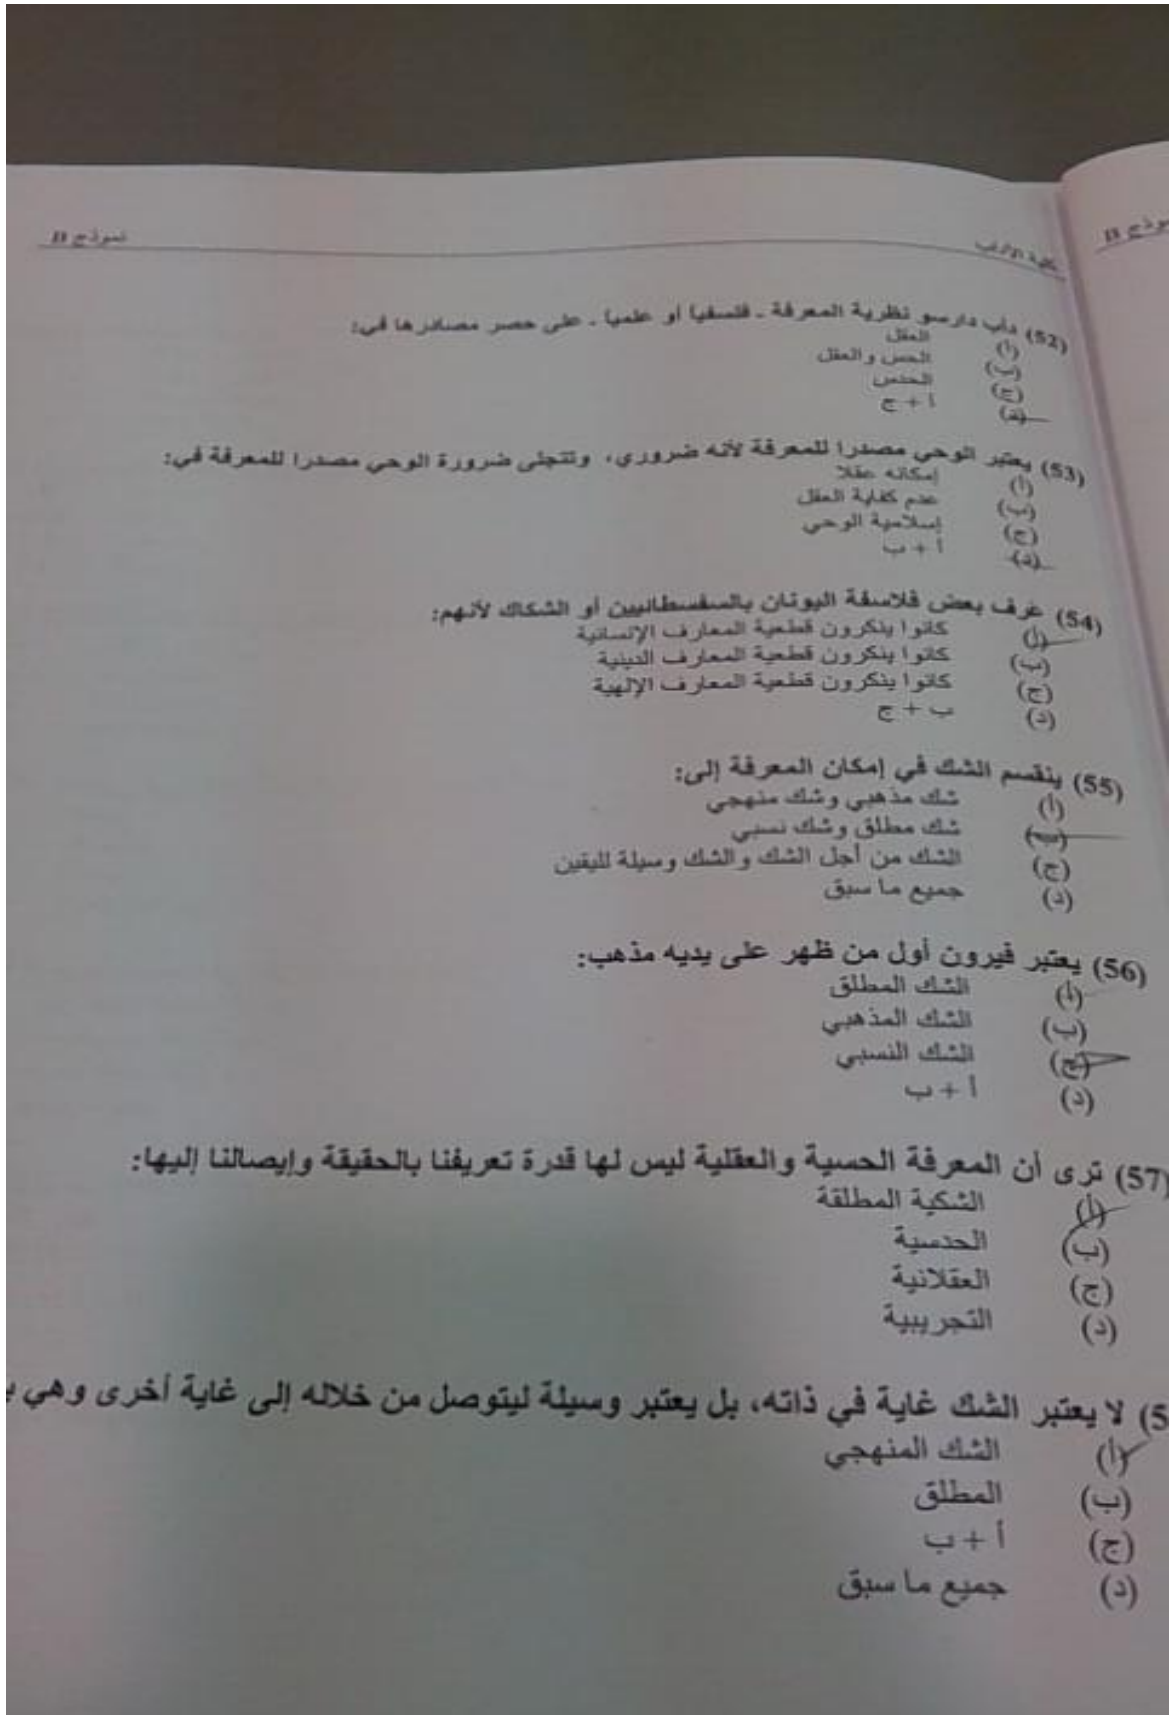 نموذج B
كلية الآداب
نموذج B
(52) دأب دارسو نظرية المعرفة - فلسفيا أو علميا - على حصر مصادرها في:
(أ) العقل
(ب) الحس والعقل
(ج) الحدس
(د) أ + ج
(53) يعتبر الوحي مصدرا للمعرفة لأنه ضروري، وتتجلى ضرورة الوحي مصدرا للمعرفة في:
(أ) إمكانه عقلا
(ب) عدم كفاية العقل
(ج) إسلامية الوحي
(د) أ + ب
(54) عرف بعض فلاسفة اليونان بالسفسطانيين أو الشكاك لأنهم:
(أ) كانوا ينكرون قطعية المعارف الإنسانية
(ب) كانوا ينكرون قطعية المعارف الدينية
(ج) كانوا ينكرون قطعية المعارف الإلهية
(د) ب + ج
(55) ينقسم الشك في إمكان المعرفة إلى:
(أ) شك مذهبي وشك منهجي
(ب) شك مطلق وشك نسبي
(ج) الشك من أجل الشك والشك وسيلة لليقين
(د) جميع ما سبق
(56) يعتبر فيرون أول من ظهر على يديه مذهب:
(أ) الشك المطلق
(ب) الشك المذهبي
(ج) الشك النسبي
(د) أ + ب
(57) ترى أن المعرفة الحسية والعقلية ليس لها قدرة تعريفنا بالحقيقة وإيصالنا إليها:
(أ) الشكية المطلقة
(ب) الحدسية
(ج) العقلانية
(د) التجريبية
5) لا يعتبر الشك غاية في ذاته، بل يعتبر وسيلة ليتوصل من خلاله إلى غاية أخرى وهي
(أ) الشك المنهجي
(ب) المطلق
(ج) أ + ب
(د) جميع ما سبق